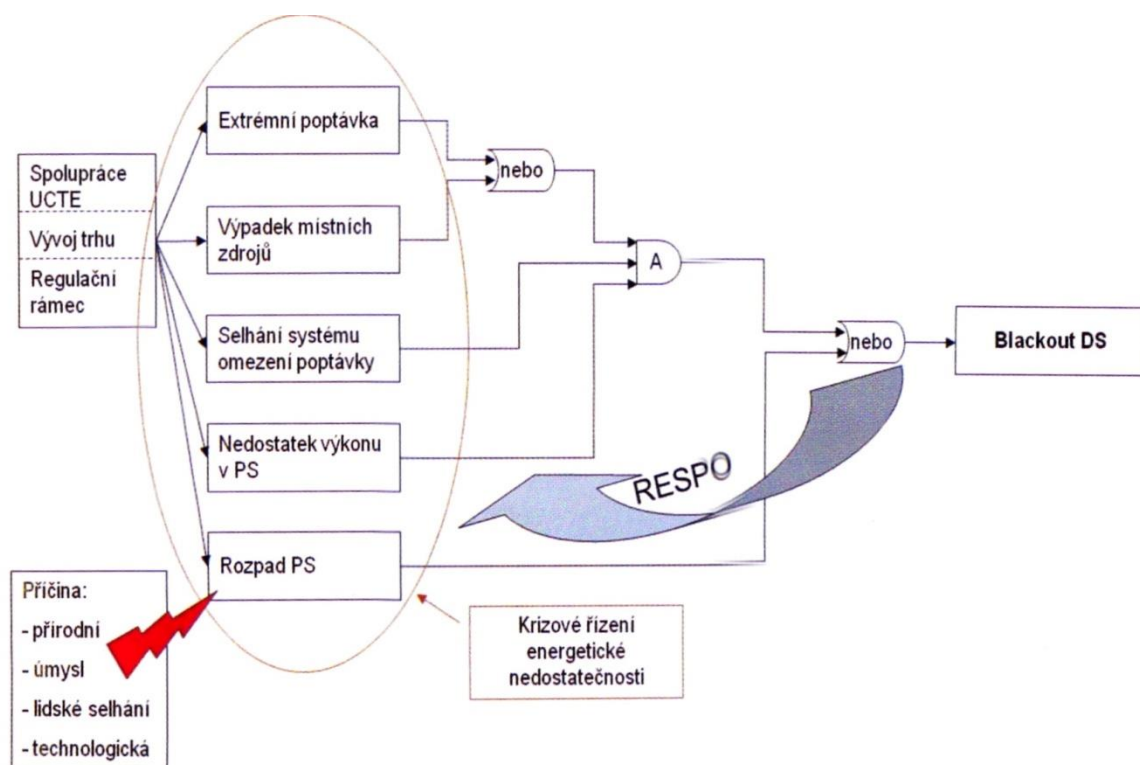 Extrémní poptávka
nebo
Spolupráce
UCTE
Vývoj trhu
Regulační
rámec
Výpadek místních
zdrojů
A
Selhání systému
omezení poptávky
nebo
Blackout DS
Nedostatek výkonu
v PS
RESPO
Rozpad PS
Příčina:
- přírodní
- úmysl
- lidské selhání
- technologická
Krizové řízení
energetické
nedostatečnosti